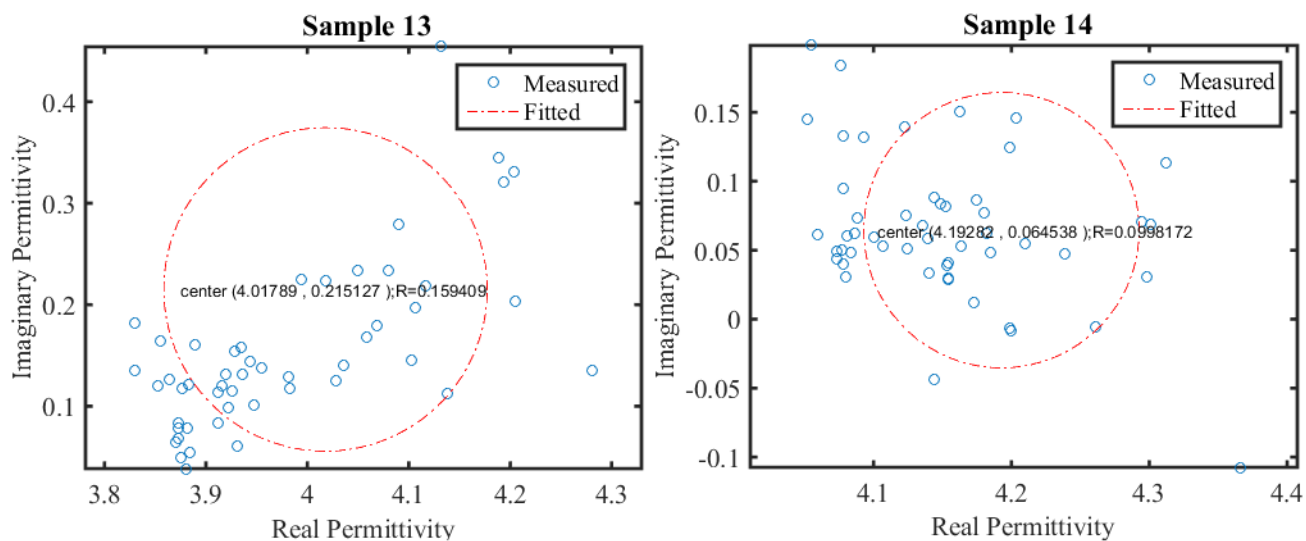 Sample 13
Imaginary Permittivity
0.4
0.3
0.2
0.1
Measured
Fitted
center (4.01789 , 0.215127 );R=0.159409
3.8
3.9
4
4.1
4.2
4.3
Real Permittivity
Sample 14
Imaginary Permittivity
0.15
0.1
0.05
0
-0.05
-0.1
Measured
Fitted
center (4.19282 , 0.064538 );R=0.0998172
4.1
4.2
4.3
4.4
Real Permittivity